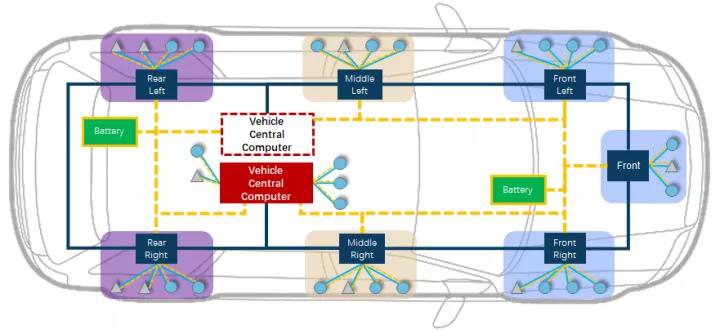 Rear
Left
Middle
Left
Front
Left
Battery
Vehicle
Central
Computer
Vehicle
Central
Computer
Front
Battery
Rear
Right
Middle
Right
Front
Right